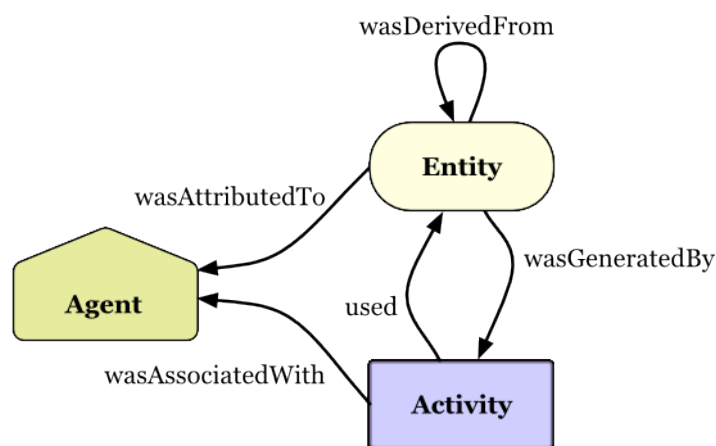 wasDerivedFrom
Entity
wasAttributedTo
wasGeneratedBy
Agent
used
wasAssociatedWith
Activity